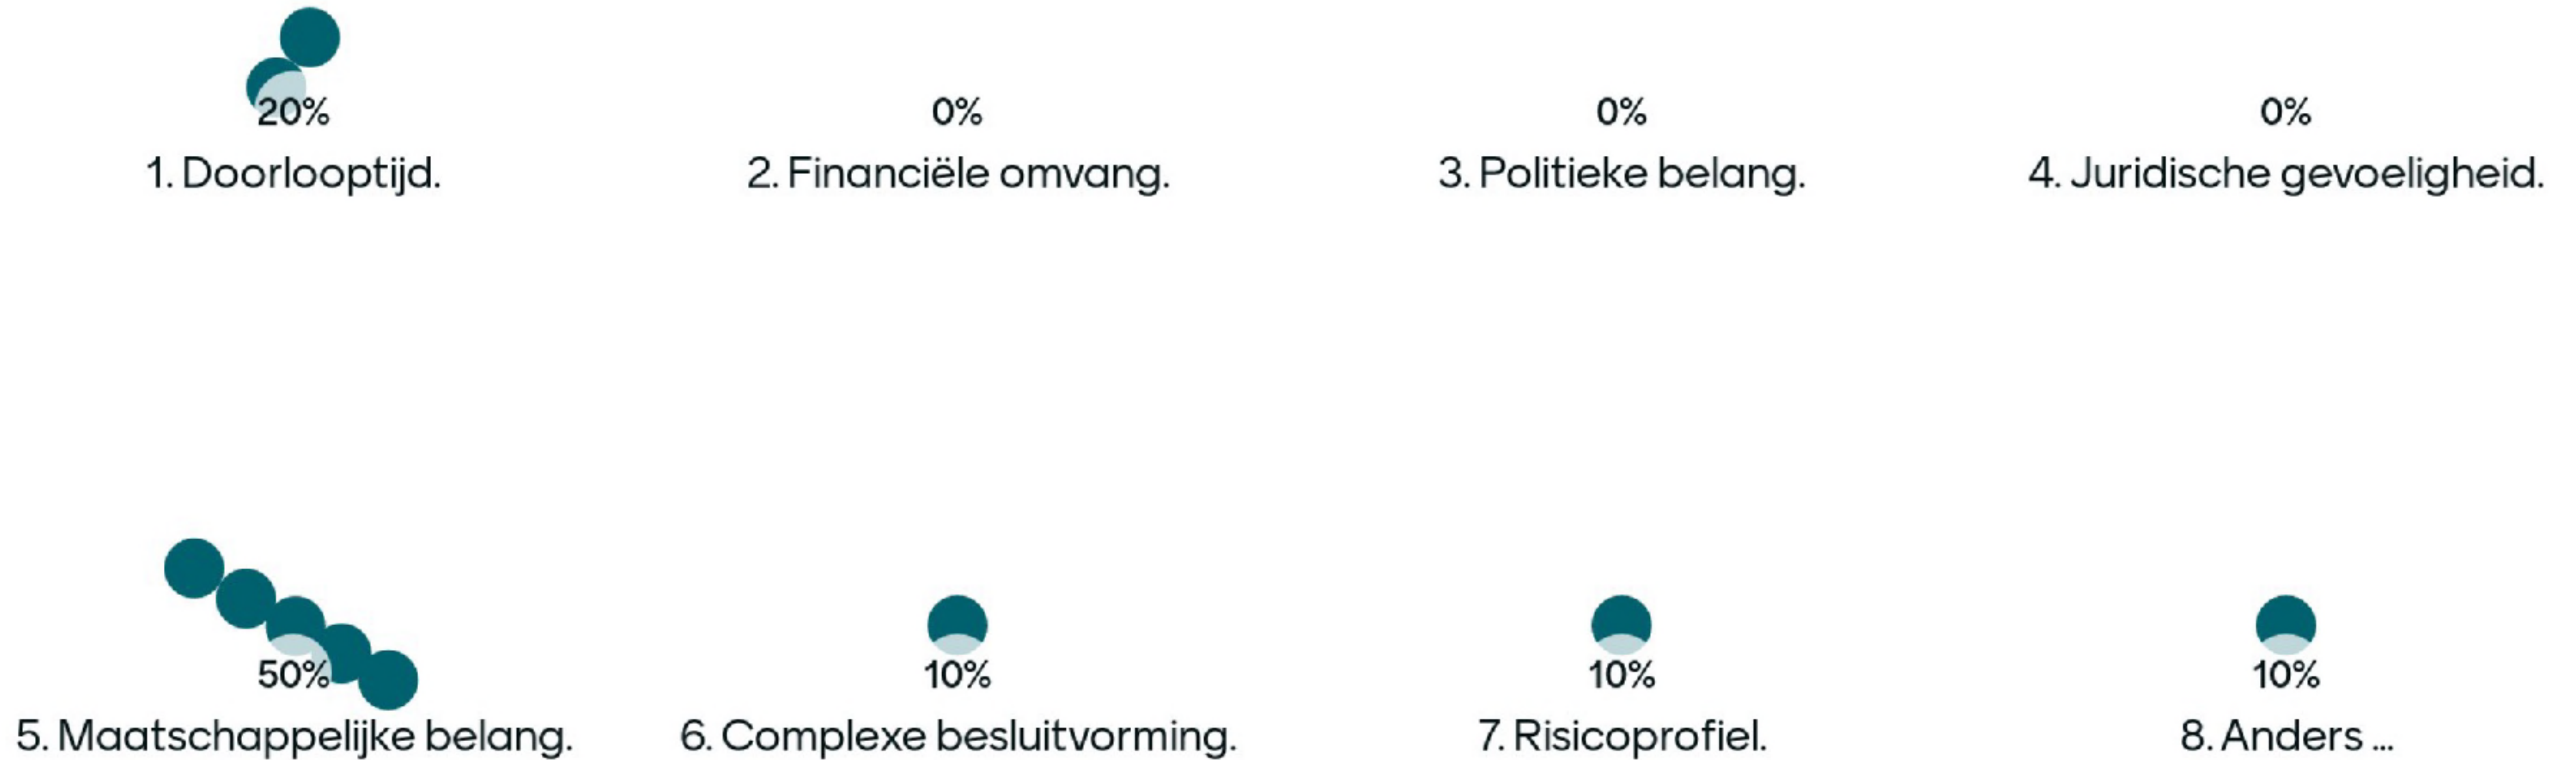 20%
0%
0%
0%
1. Doorlooptijd.
2. Financiële omvang.
3. Politieke belang.
4. Juridische gevoeligheid.
50%
10%
10%
10%
5. Maatschappelijke belang.
6. Complexe besluitvorming.
7. Risicoprofiel.
8. Anders ...